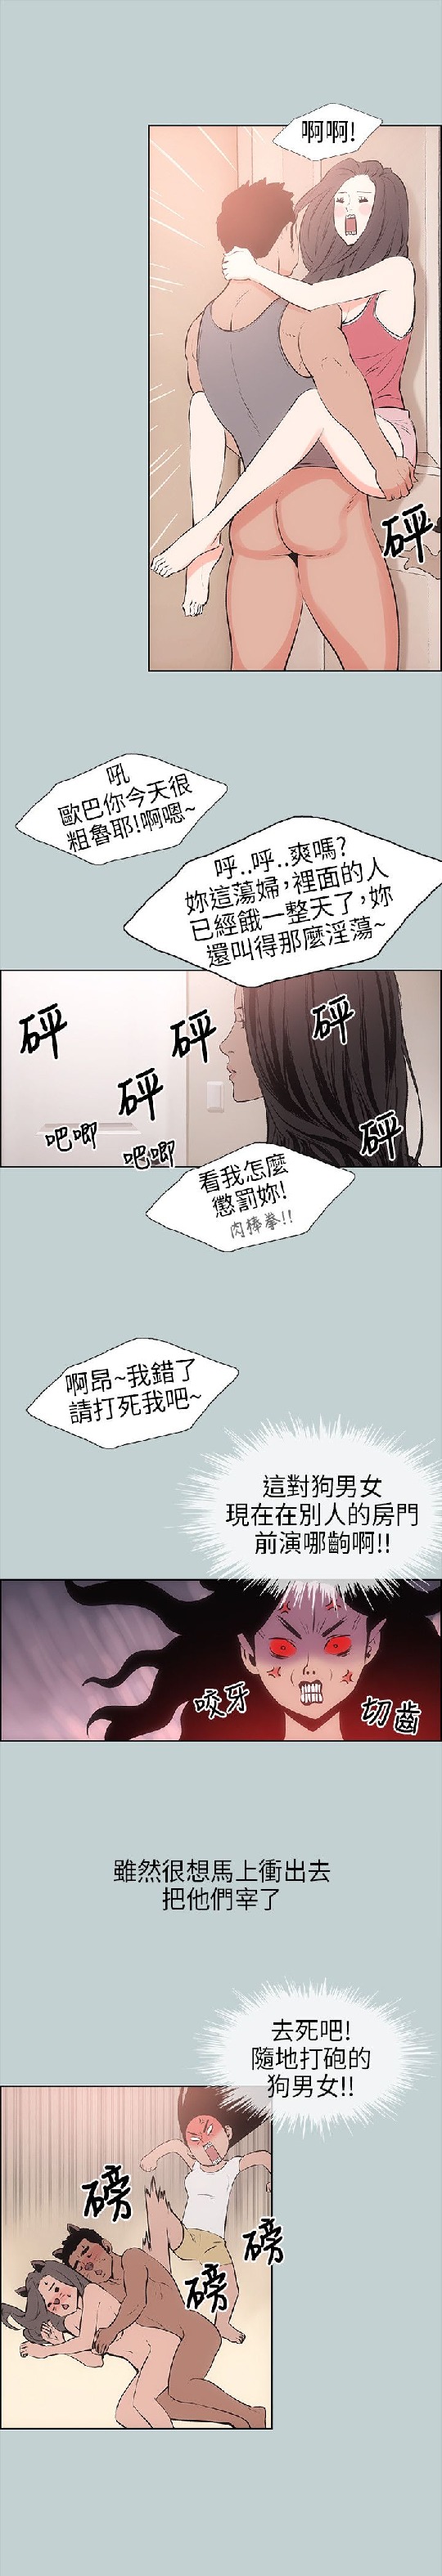 啊啊!
砰
吼
歐巴你今天很
粗魯耶!啊嗯~
呼..呼..爽嗎?
妳這蕩婦,裡面的人
已經餓一整天了,妳
還叫得那麼淫蕩~
砰
砰
砰
砰
吧唧
吧唧
砰
看我怎麼
懲罰妳!
肉棒拳!!
啊昂~我錯了
請打死我吧~
這對狗男女
現在在別人的房門
前演哪齣啊!!
咬牙
切齒
雖然很想馬上衝出去
把他們宰了
去死吧!
隨地打砲的
狗男女!!
磅
磅
磅